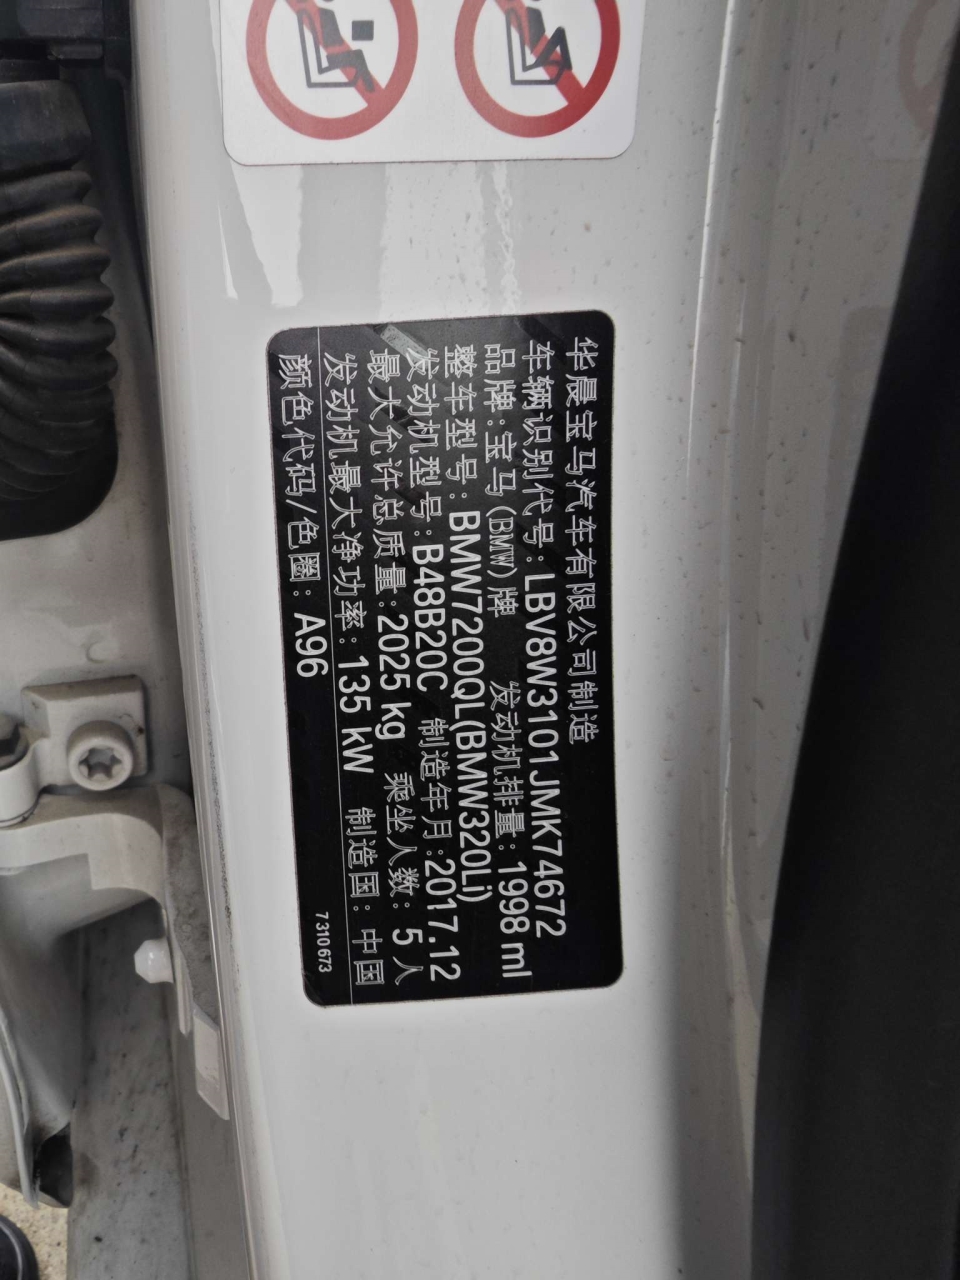 华晨宝马汽车有限公司制造
车辆识别代号:LBV8W3101JMK74672
品牌:宝马(BMW)牌 发动机排量:1998 ml
整车型号:BMW7200QL(BMW320Li)
发动机型号:B48B20C 制造年月:2017.12
最大允许总质量:2025 kg 乘坐人数:5人
发动机最大净功率:135 kW 制造国:中国
颜色代码/色圈:A96
7 310 673